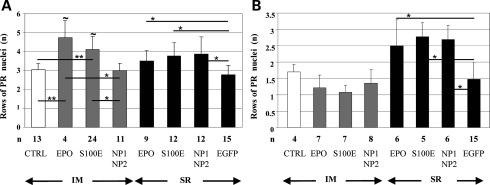 A
Rows of PR nuclei (n)
6
5
4
3
2
1
0
~
~
*
*
**
*
*
**
*
n 13 4 24 11 9 12 12 15
CTRL EPO S100E NP1 EPO S100E NP1 EGFP
NP2 NP2
IM SR
B
Rows of PR nuclei (n)
3.5
3
2.5
2
1.5
1
.5
0
*
*
*
n 4 7 7 8 6 5 6 15
CTRL EPO S100E NP1 EPO S100E NP1 EGFP
NP2 NP2
IM SR